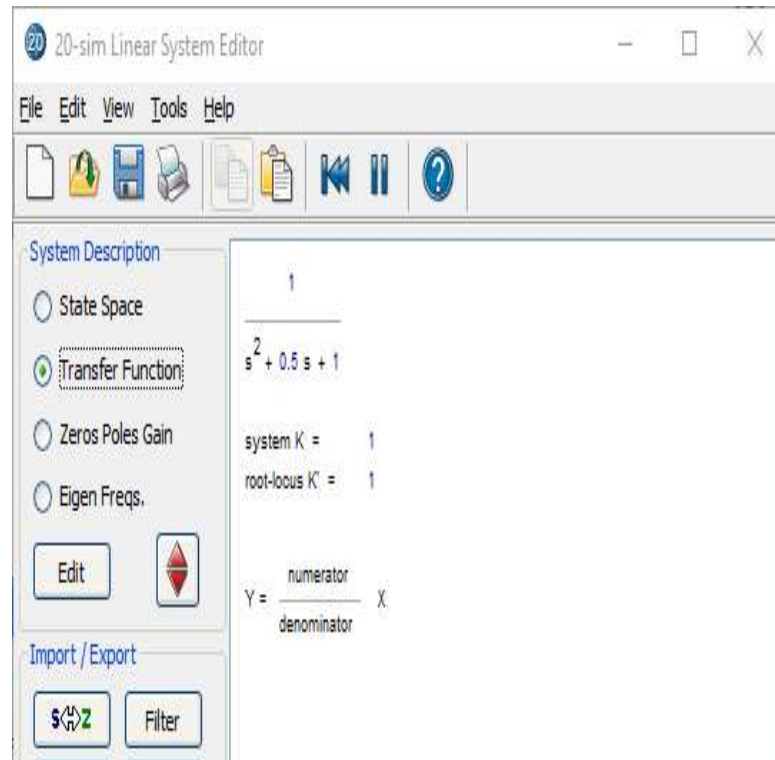 20-sim Linear System Editor
File Edit View Tools Help
System Description
State Space
Transfer Function
Zeros Poles Gain
Eigen Freqs.
Edit
Import / Export
S Z
Filter
1
s2 + 0.5 s + 1
system K = 1
root-locus K' = 1
Y = numerator
denominator X